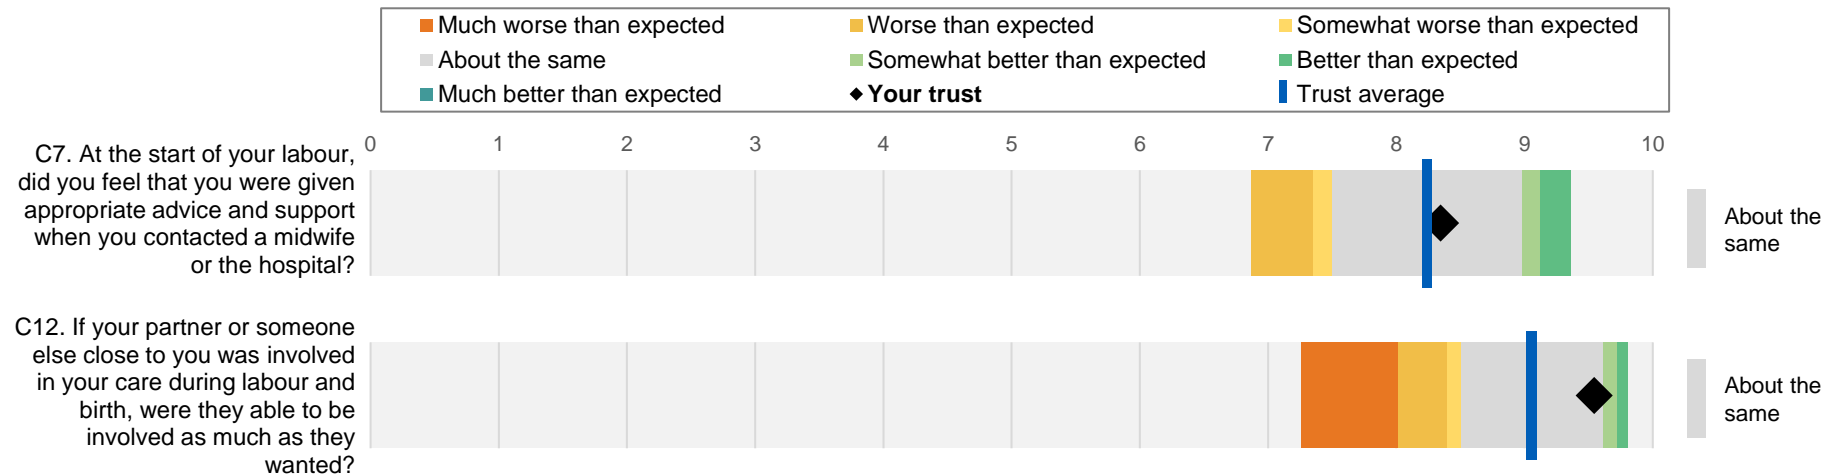 Much worse than expected
Worse than expected
Somewhat worse than expected
About the same
Somewhat better than expected
Better than expected
Much better than expected
Your trust
Trust average
0 1 2 3 4 5 6 7 8 9 10
C7. At the start of your labour,
did you feel that you were given
appropriate advice and support
when you contacted a midwife
or the hospital?
About the
same
C12. If your partner or someone
else close to you was involved
in your care during labour and
birth, were they able to be
involved as much as they
wanted?
About the
same